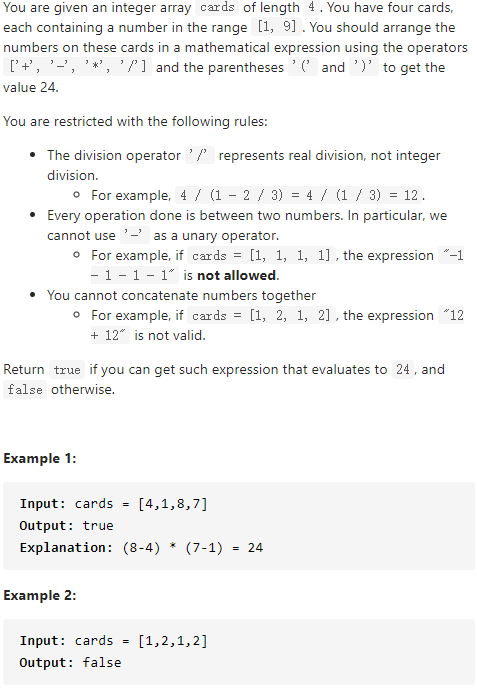 You are given an integer array cards of length 4. You have four cards,
each containing a number in the range [1, 9]. You should arrange the
numbers on these cards in a mathematical expression using the operators
['+', '-', '*', '/'] and the parentheses '(' and ')' to get the
value 24.
You are restricted with the following rules:
• The division operator '/' represents real division, not integer
division.
◦ For example, 4 / (1 - 2 / 3) = 4 / (1 / 3) = 12.
• Every operation done is between two numbers. In particular, we
cannot use '-' as a unary operator.
◦ For example, if cards = [1, 1, 1, 1], the expression "-1
- 1 - 1 - 1" is not allowed.
• You cannot concatenate numbers together
◦ For example, if cards = [1, 2, 1, 2], the expression "12
+ 12" is not valid.
Return true if you can get such expression that evaluates to 24, and
false otherwise.
Example 1:
Input: cards = [4,1,8,7]
Output: true
Explanation: (8-4) * (7-1) = 24
Example 2:
Input: cards = [1,2,1,2]
Output: false